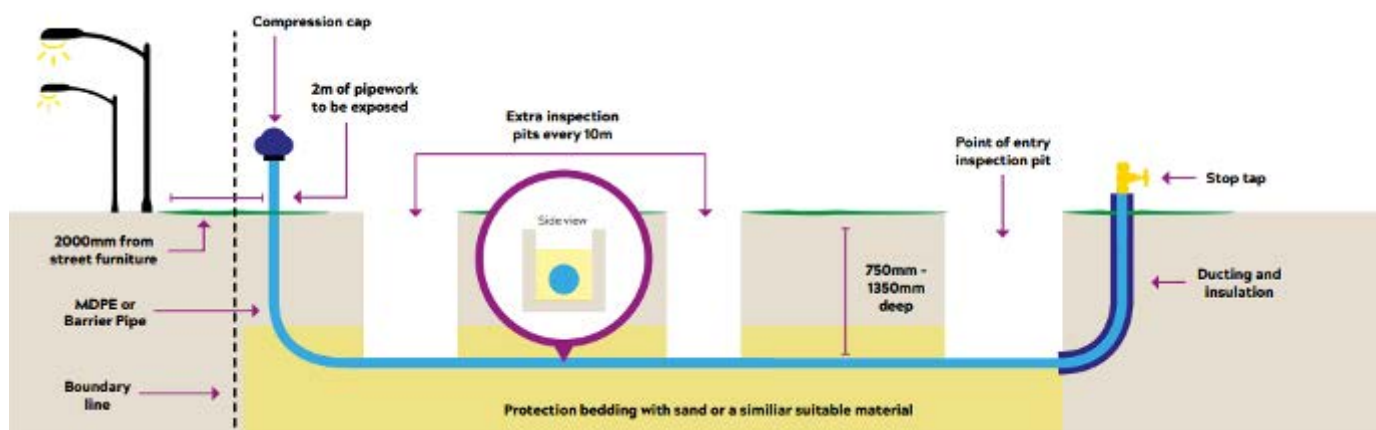 Compression cap
2m of pipework
to be exposed
Extra inspection
pits every 10m
Point of entry
inspection pit
Stop tap
Side view
2000mm from
street furniture
750mm -
1350mm
deep
Ducting and
insulation
MDPE or
Barrier Pipe
Boundary
line
Protection bedding with sand or a similiar suitable material